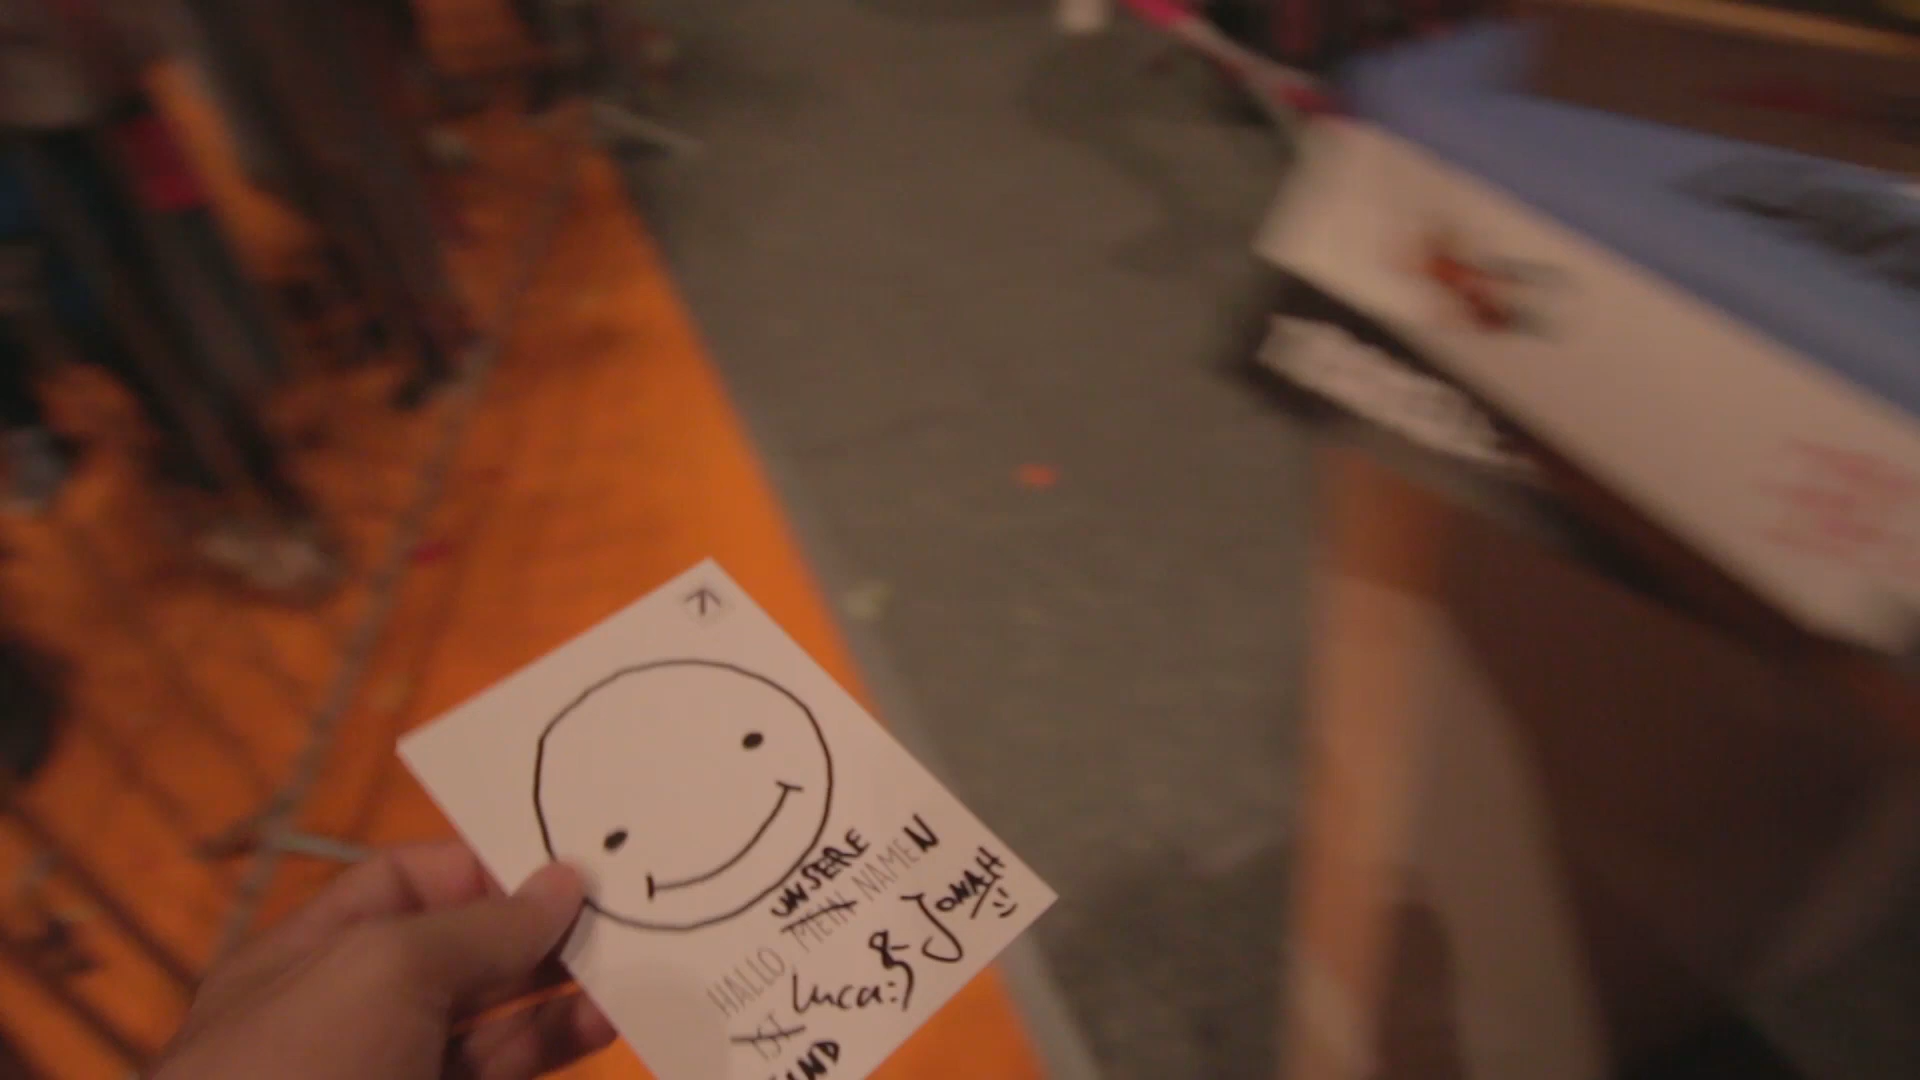 UNSERE
HALLO, MEIN NAMEN
IST Luca:) & JONAH
SIND